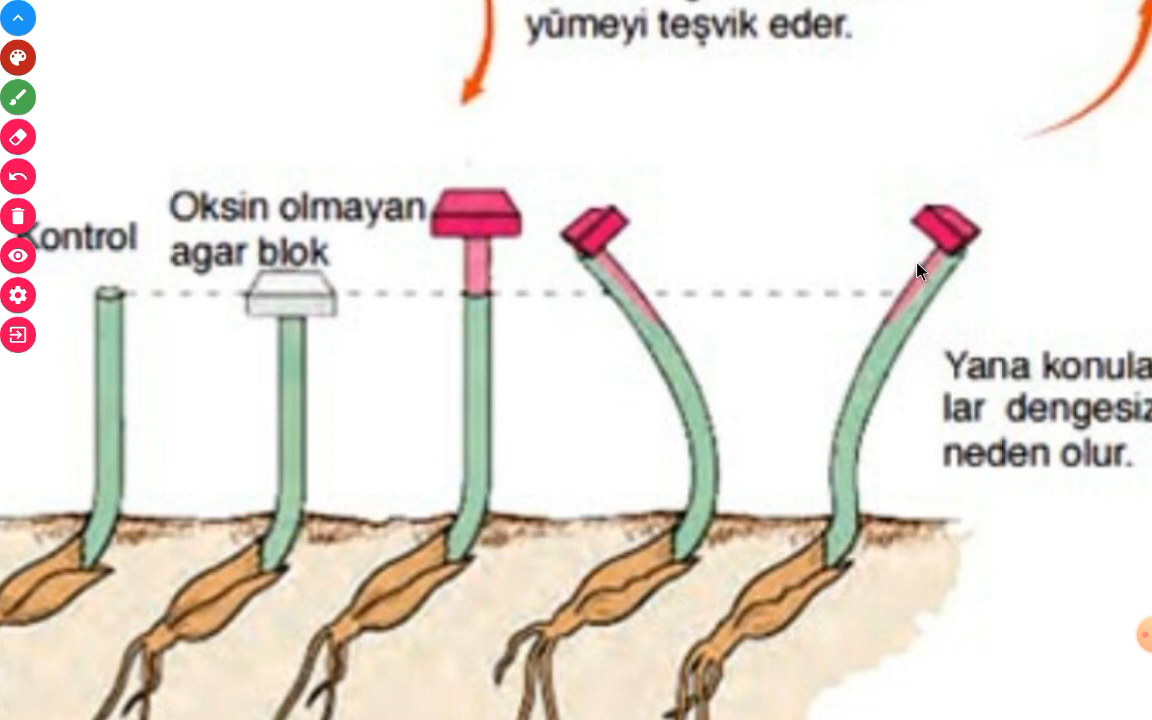 yümeyi teşvik eder.
Kontrol
Oksin olmayan
agar blok
Yana konula
lar dengesiz
neden olur.